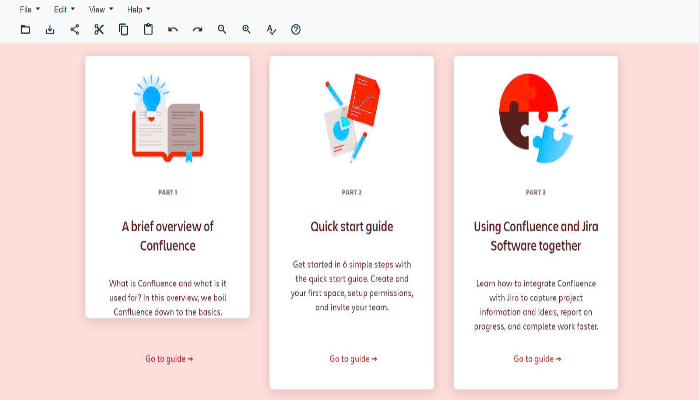 File Edit View Help
PART 1
A brief overview of
Confluence
What is Confluence and what is it
used for? In this overview, we boil
Confluence down to the basics.
Go to guide →
PART 2
Quick start guide
Get started in 6 simple steps with
the quick start guide. Create and
your first space, setup permissions,
and invite your team.
Go to guide →
PART 3
Using Confluence and Jira
Software together
Learn how to integrate Confluence
with Jira to capture project
information and ideas, report on
progress, and complete work faster.
Go to guide →